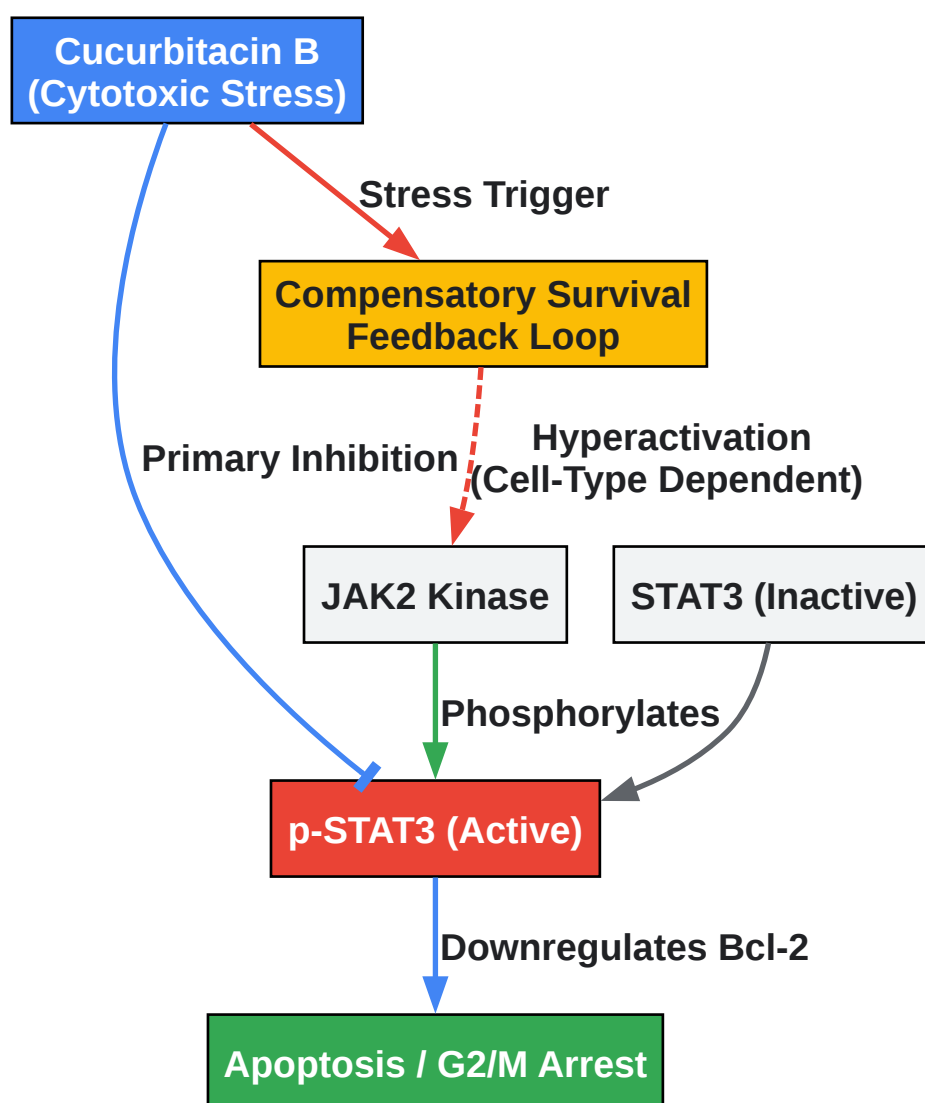 Cucurbitacin B
(Cytotoxic Stress)
Stress Trigger
Compensatory Survival
Feedback Loop
Primary Inhibition
Hyperactivation
(Cell-Type Dependent)
JAK2 Kinase
STAT3 (Inactive)
Phosphorylates
p-STAT3 (Active)
Downregulates Bcl-2
Apoptosis / G2/M Arrest